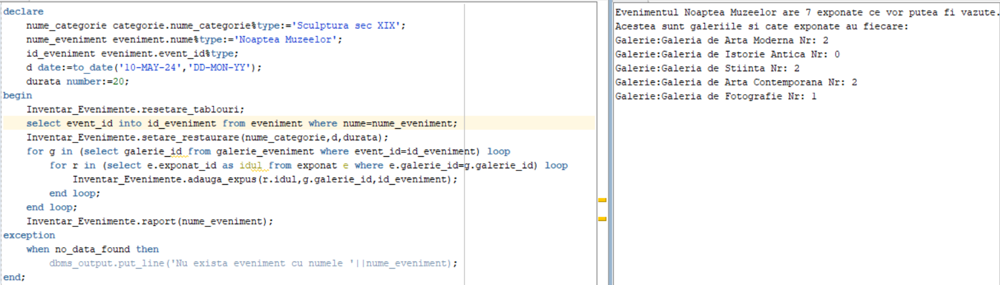 declare
    nume_categorie categorie.nume_categorie%type:='Sculptura sec XIX';
    nume_eveniment eveniment.nume%type:='Noaptea Muzeelor';
    id_eveniment eveniment.event_id%type;
    d date:=to_date('10-MAY-24','DD-MON-YY');
    durata number:=20;
begin
    Inventar_Evenimente.resetare_tablouri;
    select event_id into id_eveniment from eveniment where nume=nume_eveniment;
    Inventar_Evenimente.setare_restaurare(nume_categorie,d,durata);
    for g in (select galerie_id from galerie_eveniment where event_id=id_eveniment) loop
        for r in (select e.exponat_id as idul from exponat e where e.galerie_id=g.galerie_id) loop
            Inventar_Evenimente.adauga_expus(r.idul,g.galerie_id,id_eveniment);
        end loop;
    end loop;
    Inventar_Evenimente.raport(nume_eveniment);
exception
    when no_data_found then
        dbms_output.put_line('Nu exista eveniment cu numele '||nume_eveniment);
end;
Evenimentul Noaptea Muzeelor are 7 exponate ce vor putea fi vazute.
Acestea sunt galeriile si cate exponate au fiecare:
Galerie:Galeria de Arta Moderna Nr: 2
Galerie:Galeria de Istorie Antica Nr: 0
Galerie:Galeria de Stiinta Nr: 2
Galerie:Galeria de Arta Contemporana Nr: 2
Galerie:Galeria de Fotografie Nr: 1